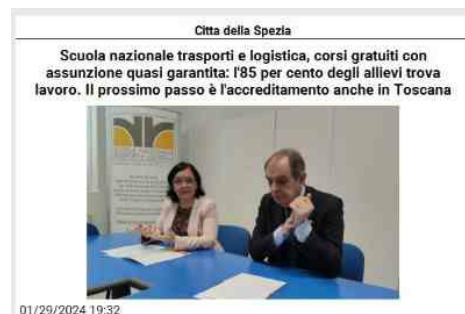 Citta della Spezia
Scuola nazionale trasporti e logistica, corsi gratuiti con
assunzione quasi garantita: l'85 per cento degli allievi trova
lavoro. Il prossimo passo è l'accreditamento anche in Toscana
01/29/2024 19:32